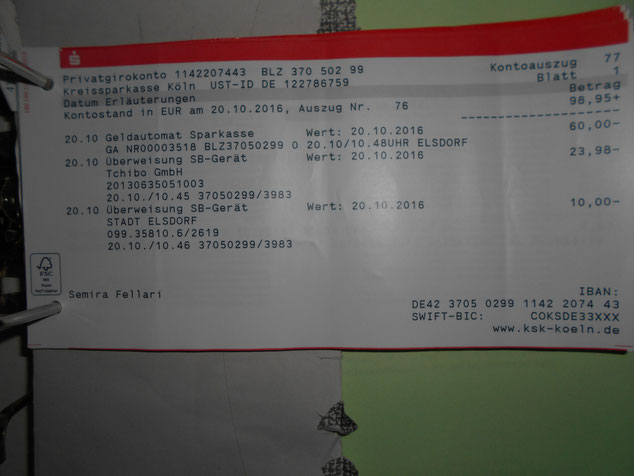 Privatgirokonto 1142207443 BLZ 370 502 99 Kontoauszug 77
Kreissparkasse Köln UST-ID DE 122786759 Blatt 1
Datum Erläuterungen Betrag
Kontostand in EUR am 20.10.2016, Auszug Nr. 76 98,95+
20.10 Geldautomat Sparkasse Wert: 20.10.2016 60,00-
GA NR00003518 BLZ37050299 0 20.10/10.48UHR ELSDORF
20.10 Überweisung SB-Gerät Wert: 20.10.2016 23,98-
Tchibo GmbH
20130635051003
20.10./10.45 37050299/3983
20.10 Überweisung SB-Gerät Wert: 20.10.2016 10,00-
STADT ELSDORF
099.35810.6/2619
20.10./10.46 37050299/3983
FSC
Semira Fellari
IBAN:
DE42 3705 0299 1142 2074 43
SWIFT-BIC: COKSDE33XXX
www.ksk-koeln.de